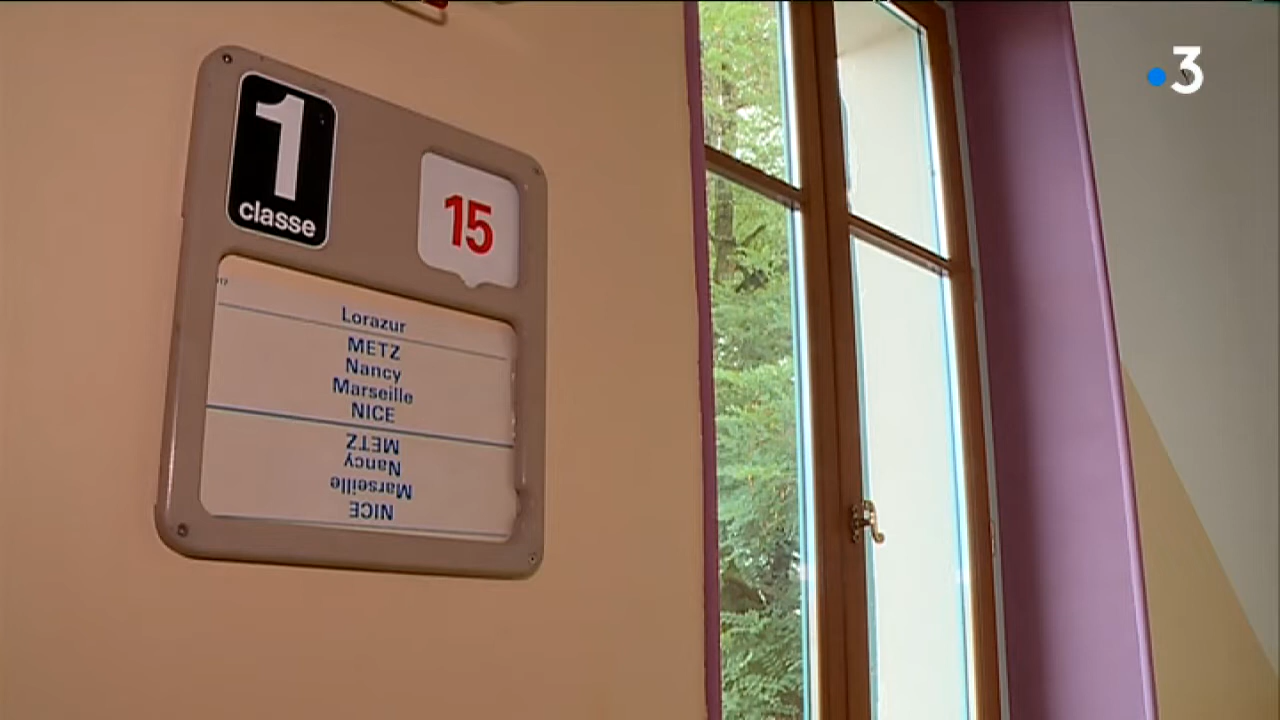 3
1
classe
15
Lorazur
METZ
Nancy
Marseille
NICE
NICE
Marseille
Nancy
METZ